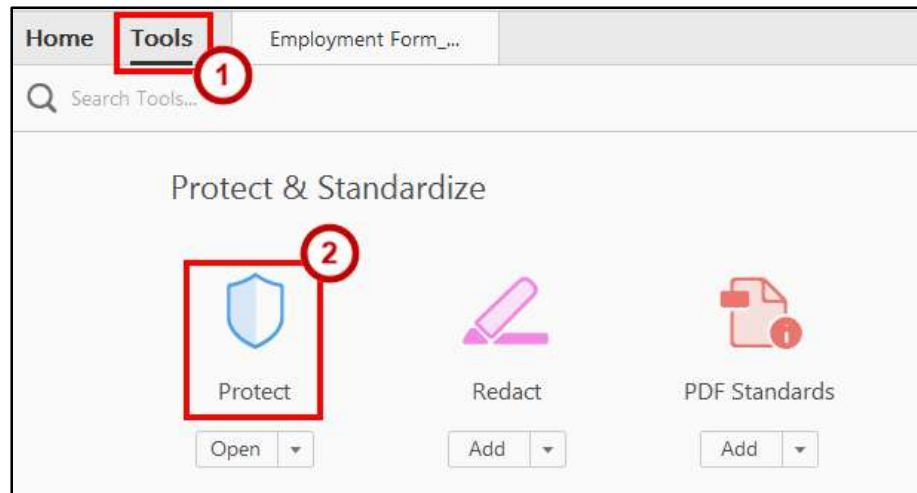 Home Tools Employment Form_...
1
Search Tools...
Protect & Standardize
2
Protect Redact PDF Standards
Open Add Add